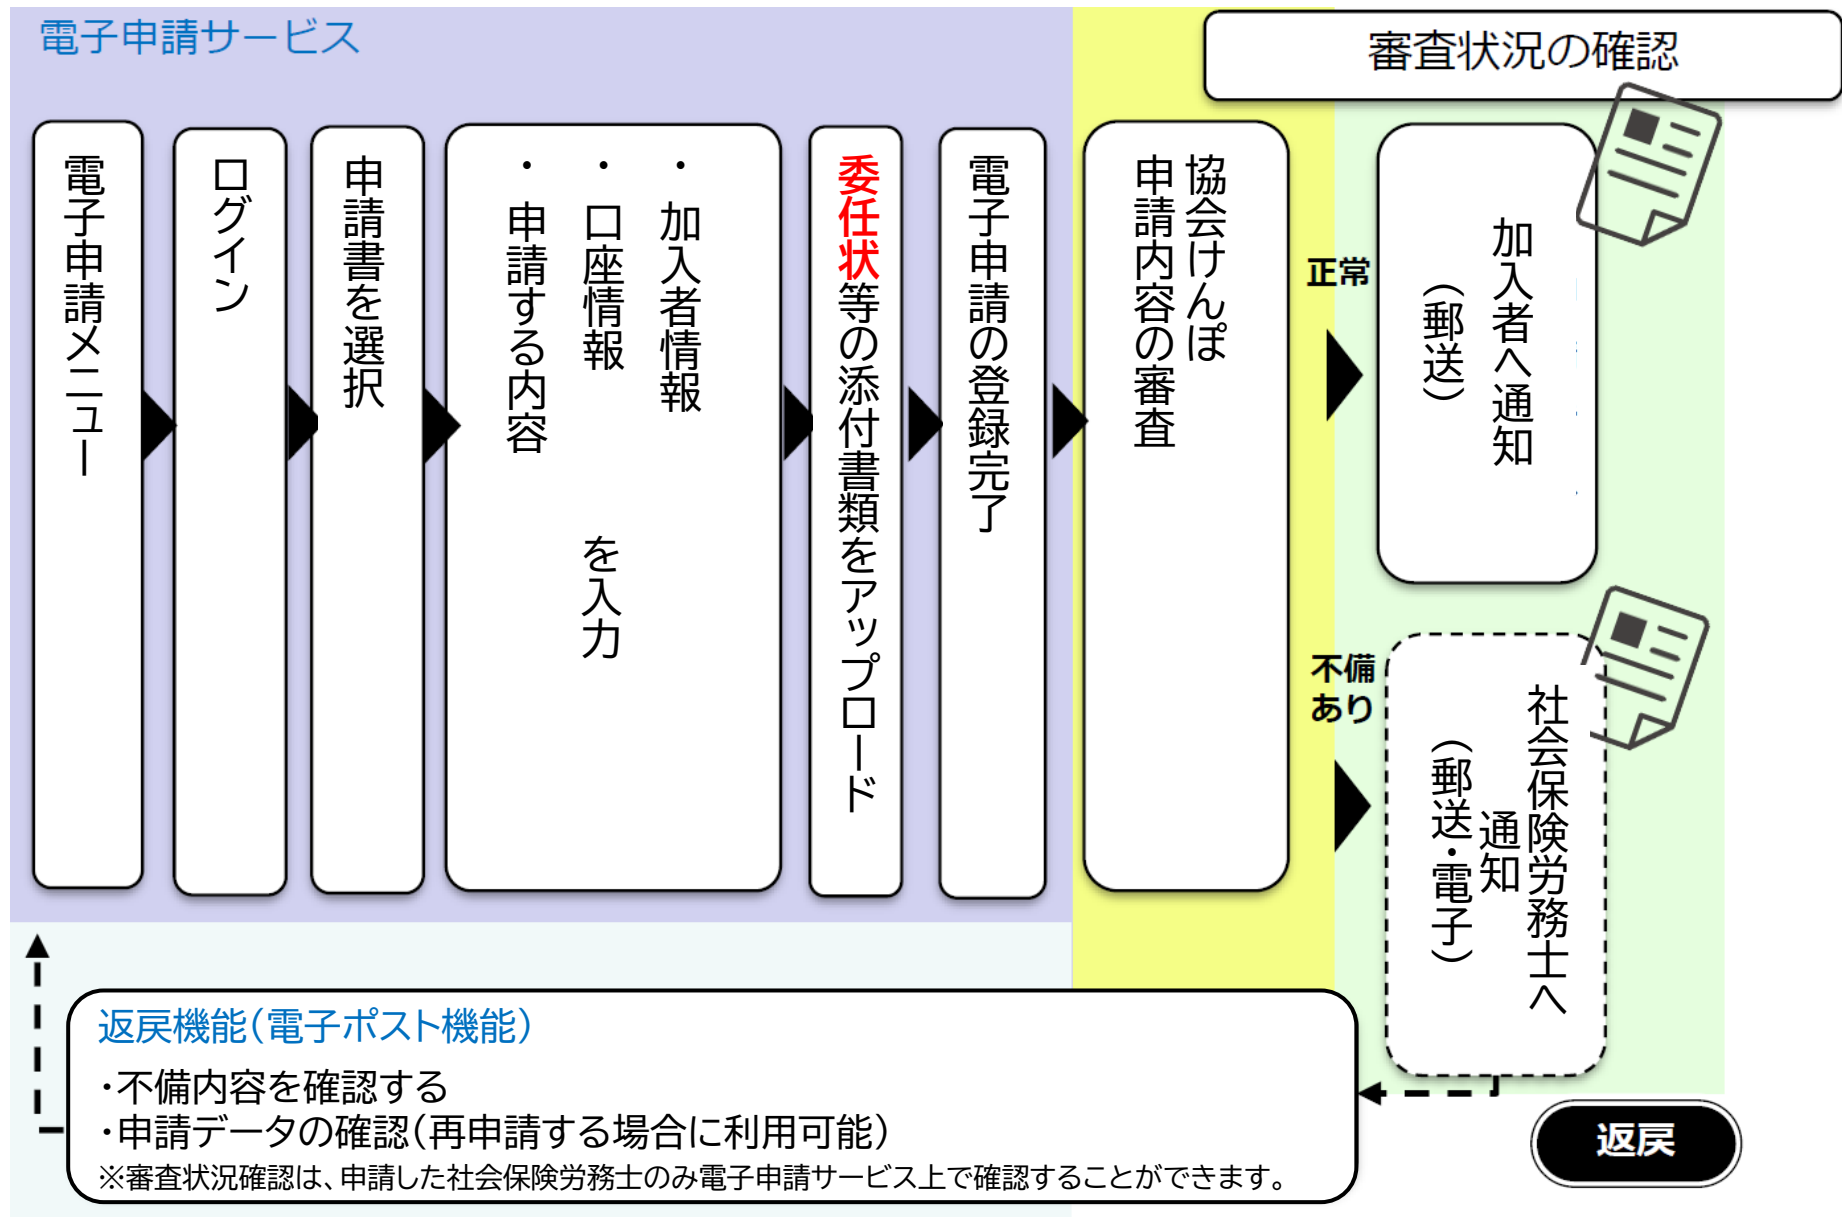 電子申請サービス
審査状況の確認
電子申請メニュー
ログイン
申請書を選択
・加入者情報
・口座情報　を入力
・申請する内容
委任状等の添付書類をアップロード
電子申請の登録完了
協会けんぽ
申請内容の審査
正常
加入者へ通知
（郵送）
不備
あり
社会保険労務士へ
通知
（郵送・電子）
返戻
返戻機能（電子ポスト機能）
・不備内容を確認する
・申請データの確認（再申請する場合に利用可能）
※審査状況確認は、申請した社会保険労務士のみ電子申請サービス上で確認することができます。